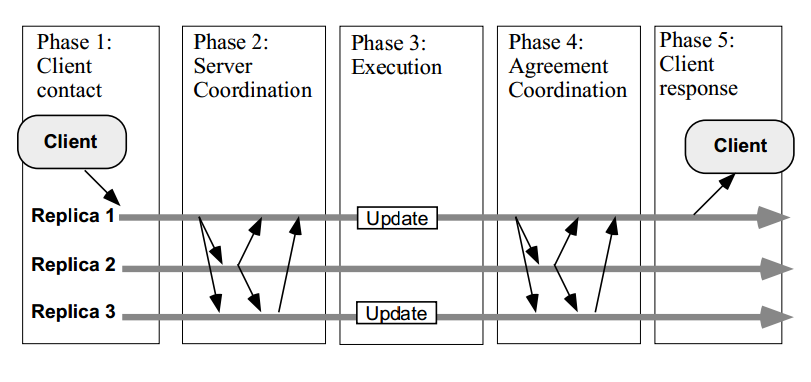 Phase 1:
Client
contact
Phase 2:
Server
Coordination
Phase 3:
Execution
Phase 4:
Agreement
Coordination
Phase 5:
Client
response
Client
Client
Replica 1
Update
Replica 2
Replica 3
Update